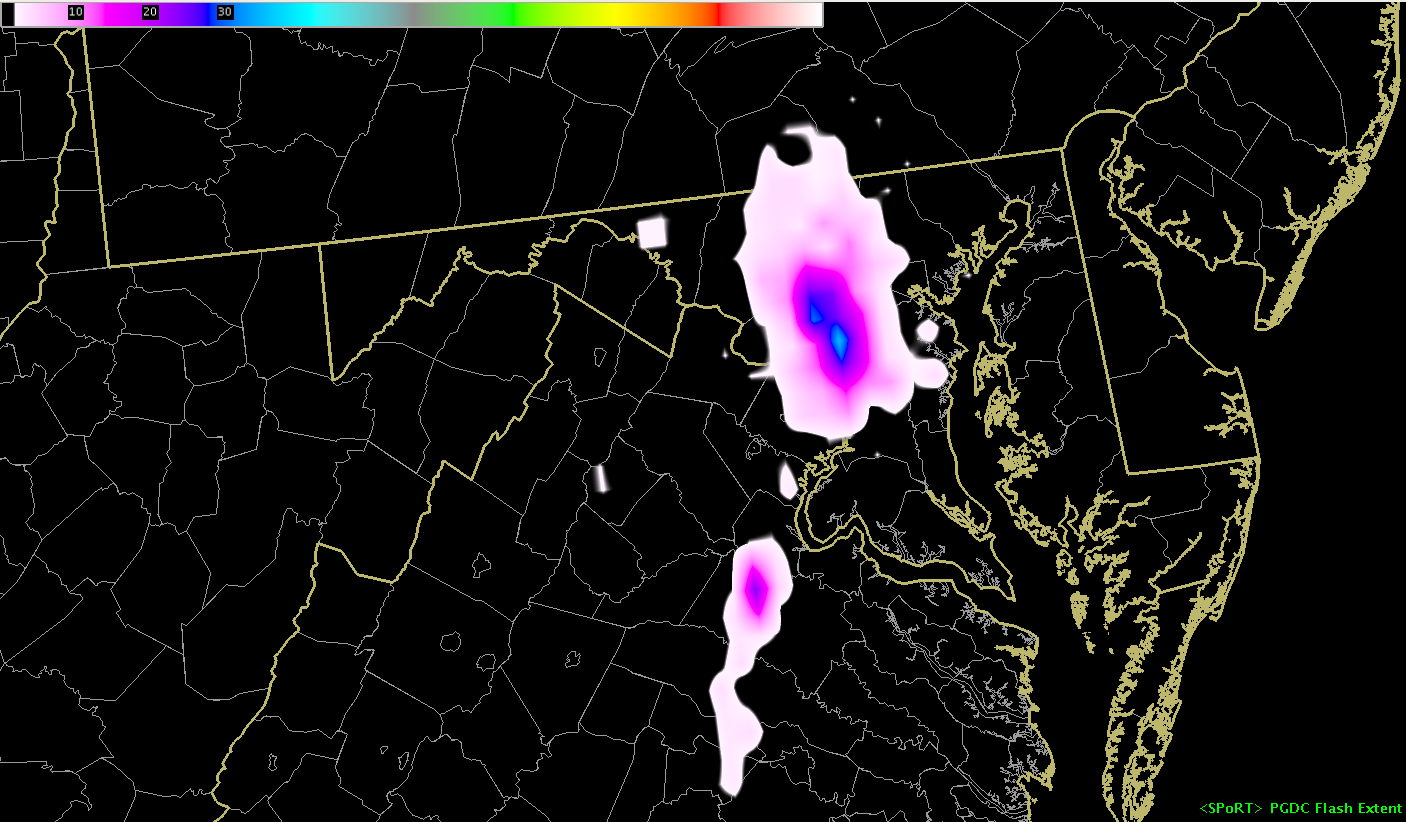 10 20 30
<SPoRT> PGDC Flash Extent